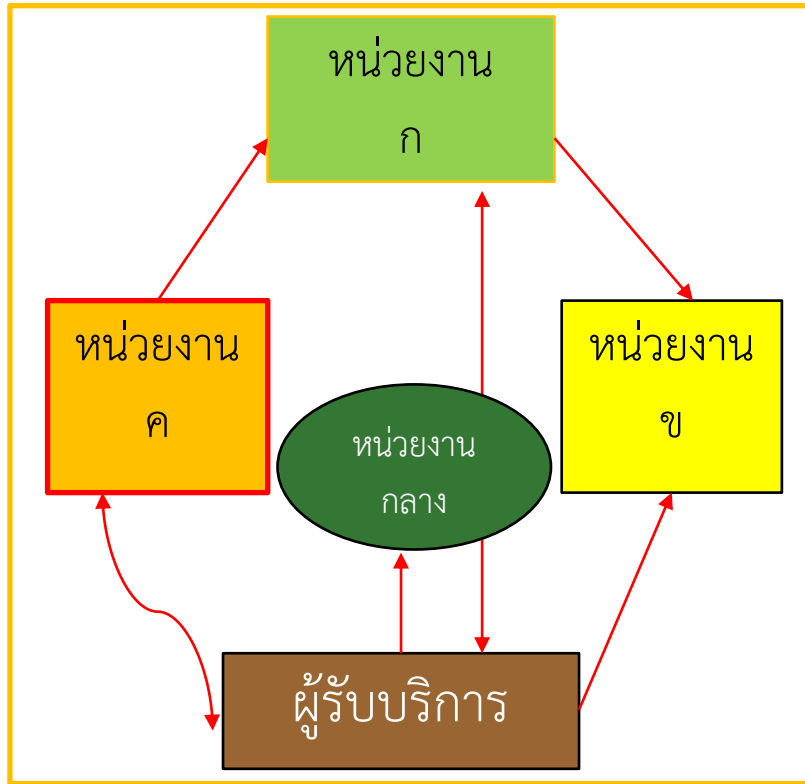 หน่วยงาน
ก
หน่วยงาน
ค
หน่วยงาน
ข
หน่วยงาน
กลาง
ผู้รับบริการ